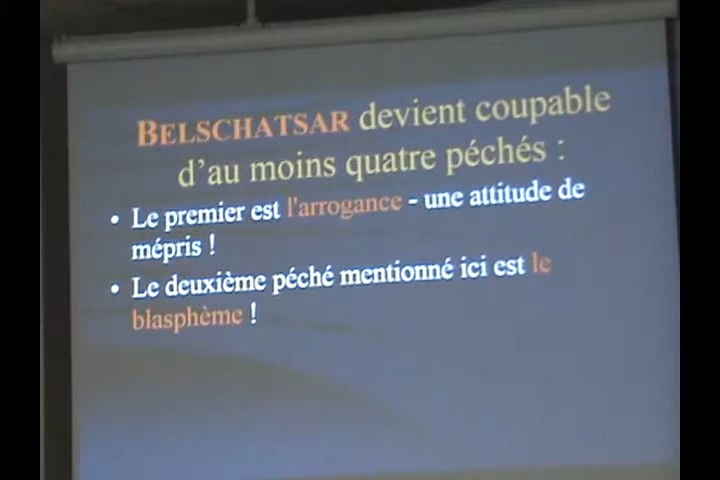 BELSCHATSAR devient coupable
d'au moins quatre péchés :
• Le premier est l'arrogance - une attitude de
mépris !
• Le deuxième péché mentionné ici est le
blasphème !